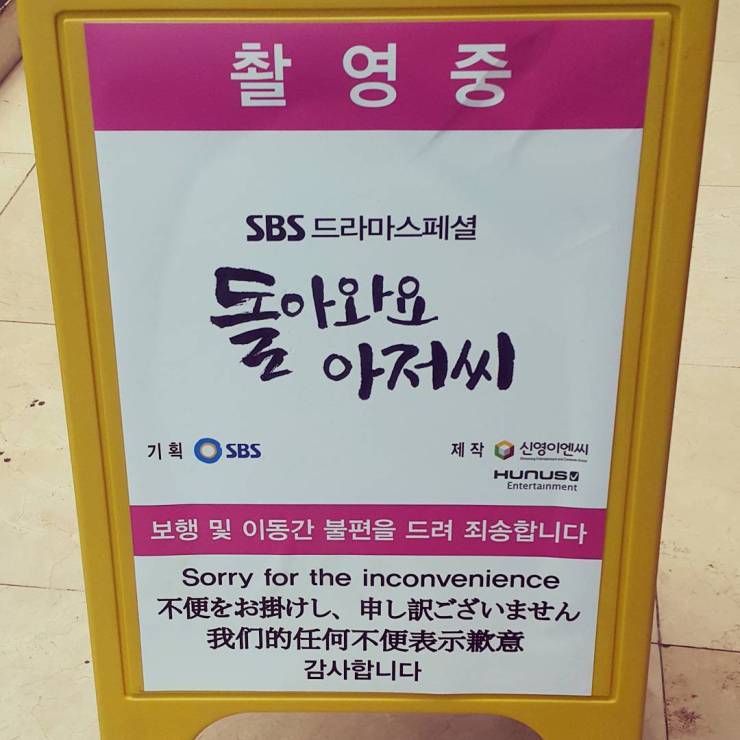 촬영중
SBS 드라마스페셜
돌아와요
아저씨
기획 SBS
제작 신영이엔씨
HUNUS
Entertainment
보행 및 이동간 불편을 드려 죄송합니다
Sorry for the inconvenience
不便をお掛けし、申し訳ございません
我们的任何不便表示歉意
감사합니다